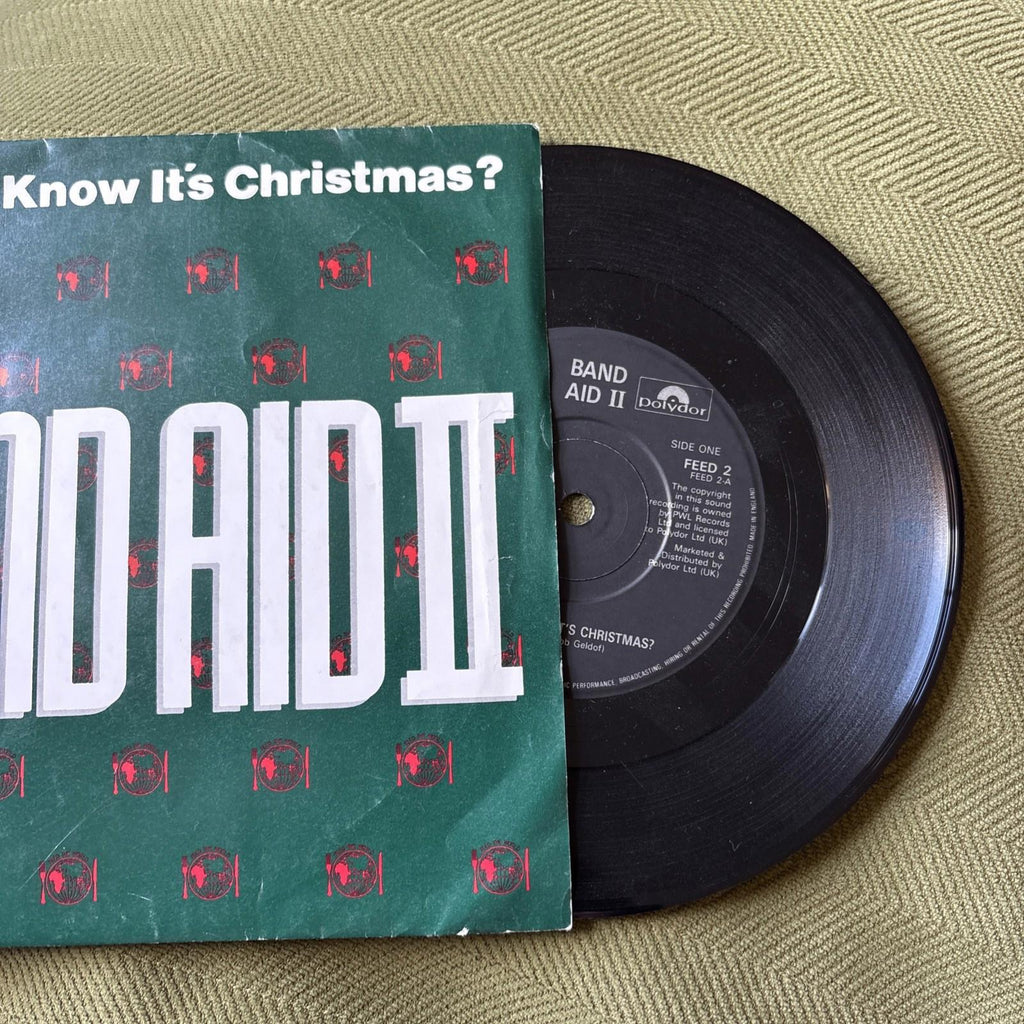 Know It's Christmas?
D AID II
BAND
AID II
polydor
SIDE ONE
FEED 2
FEED 2-A
The copyright
in this sound
recording is owned
by PWL Records
Ltd and licensed
to Polydor Ltd (UK)
Marketed &
Distributed by
Polydor Ltd (UK)
T'S CHRISTMAS?
ob Geldof)
IC PERFORMANCE, BROADCASTING, HIRING OR RENTAL OF THIS RECORDING PROHIBITED. MADE IN ENGLAND